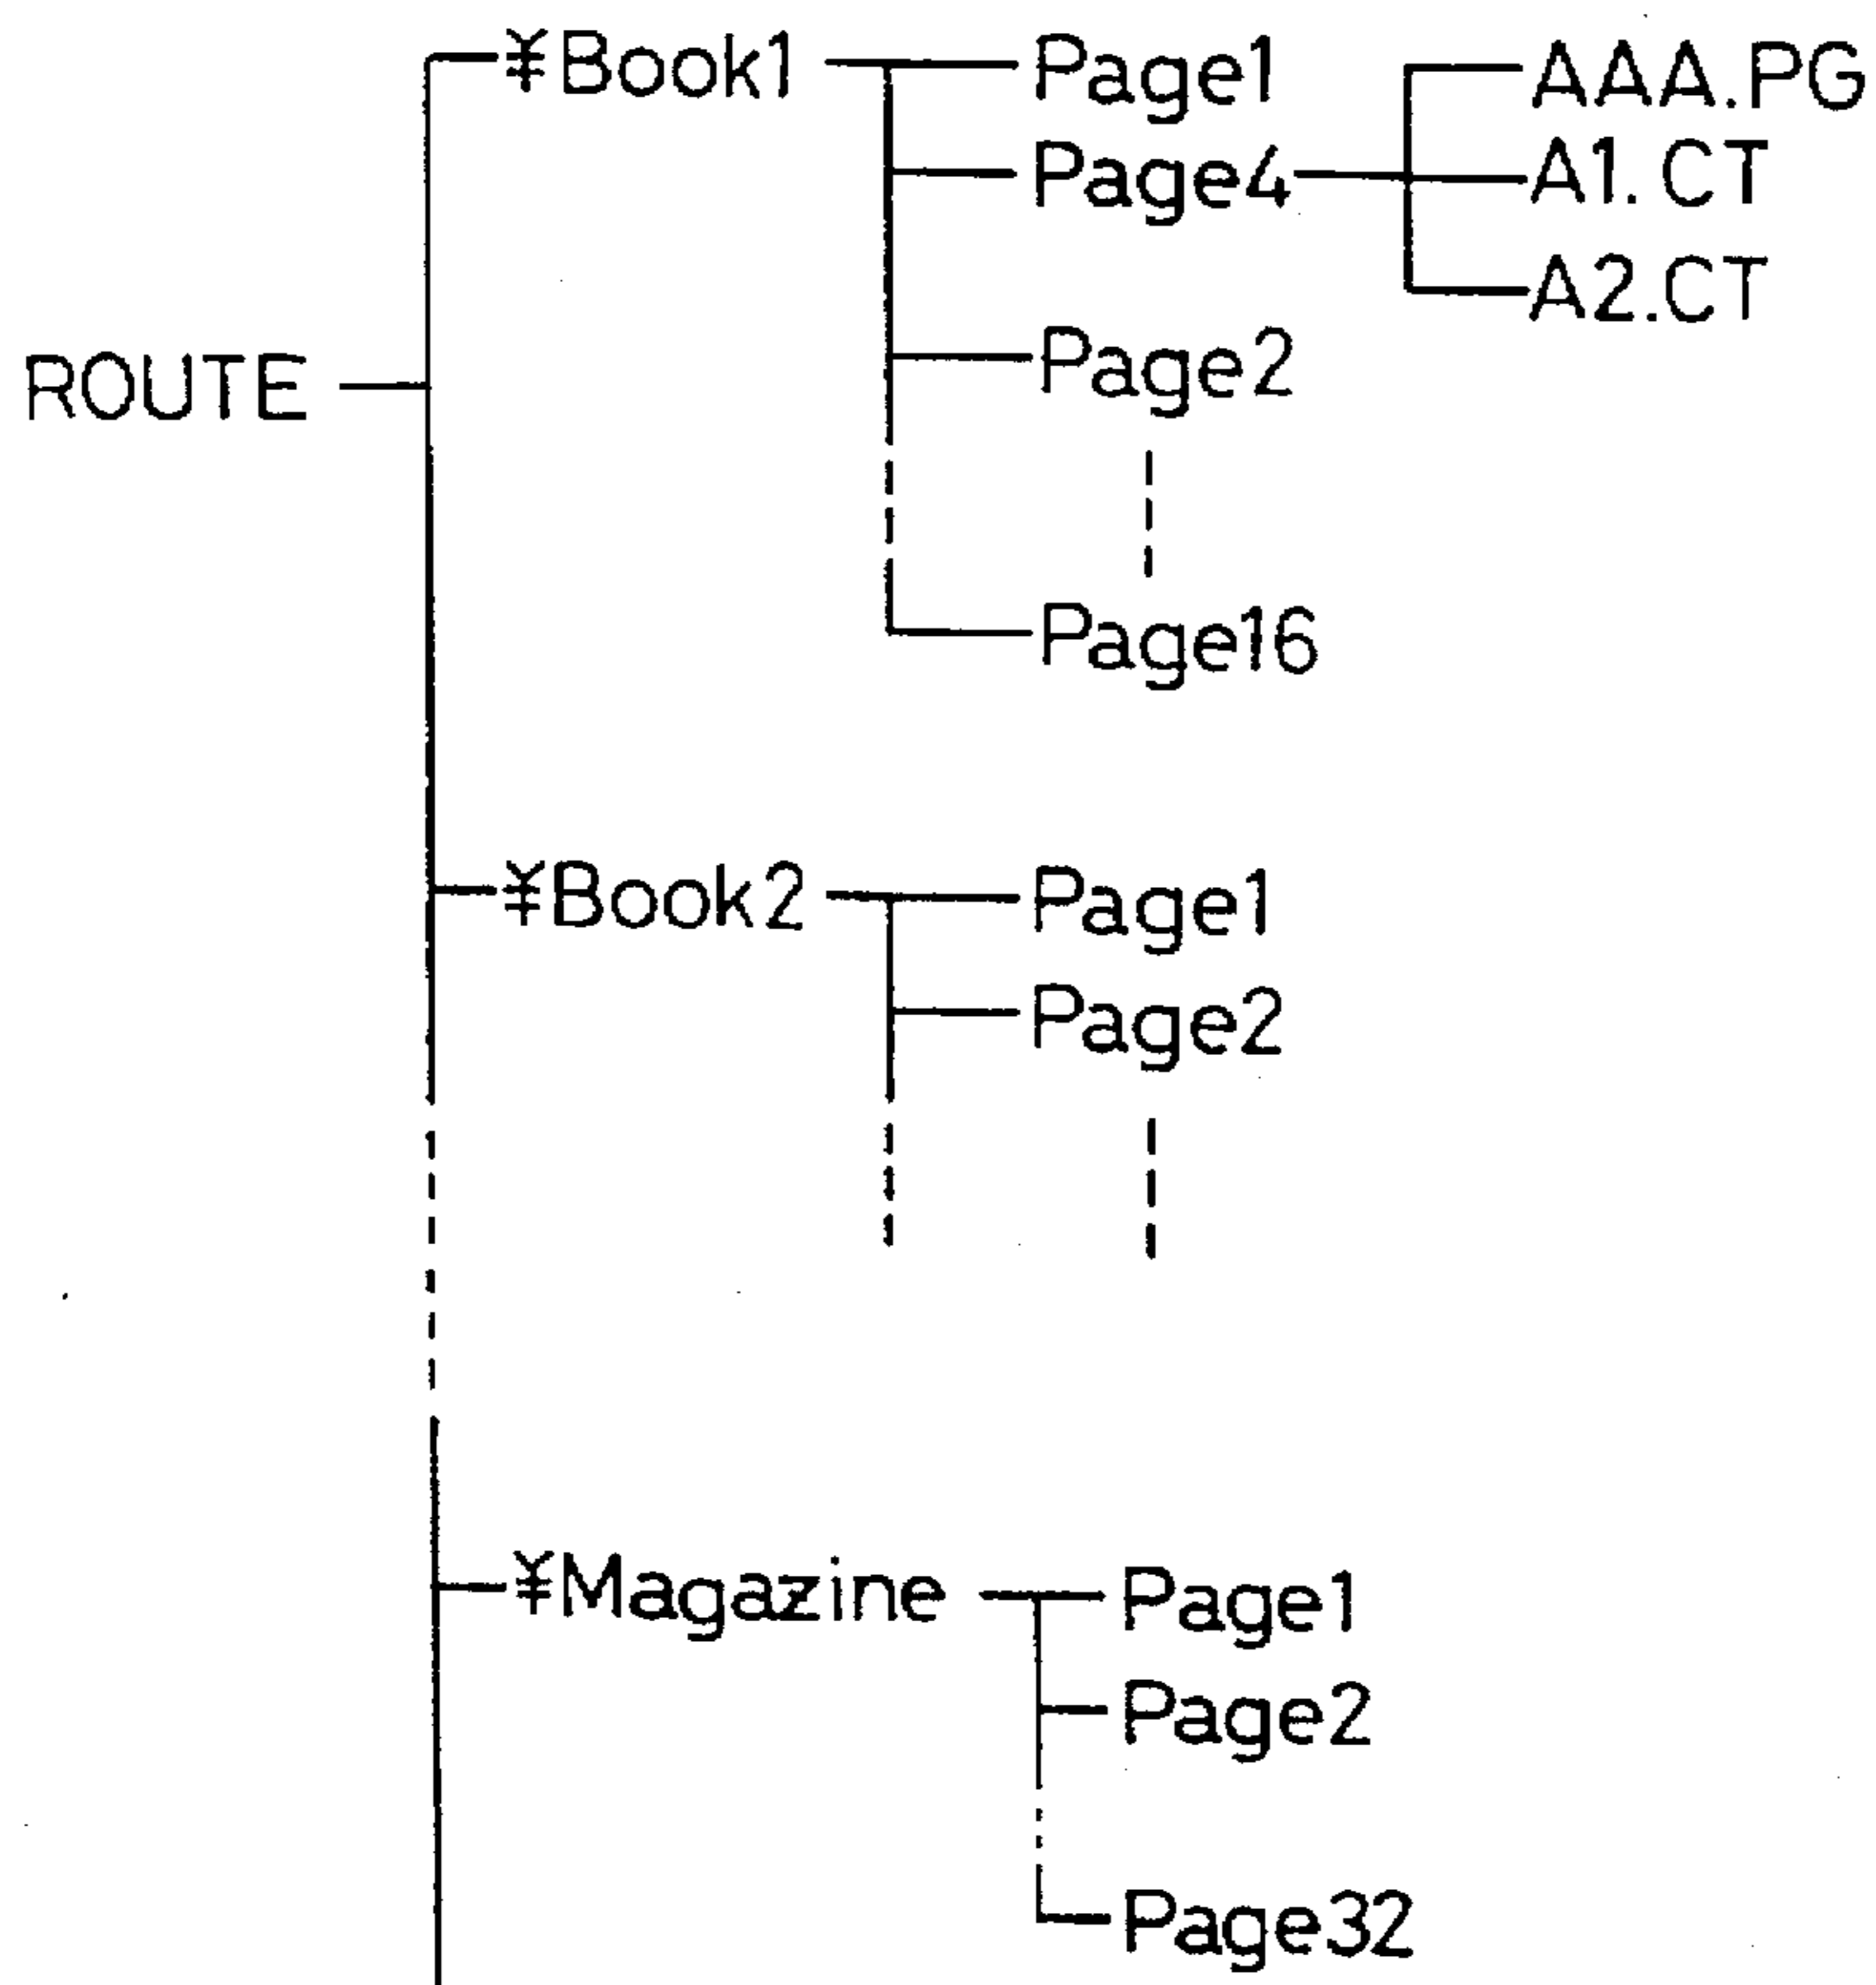 ¥Book1 Page1 AAA.PG
Page4 A1.CT
A2.CT
ROUTE Page2
Page16
¥Book2 Page1
Page2
¥Magazine Page1
Page2
Page32